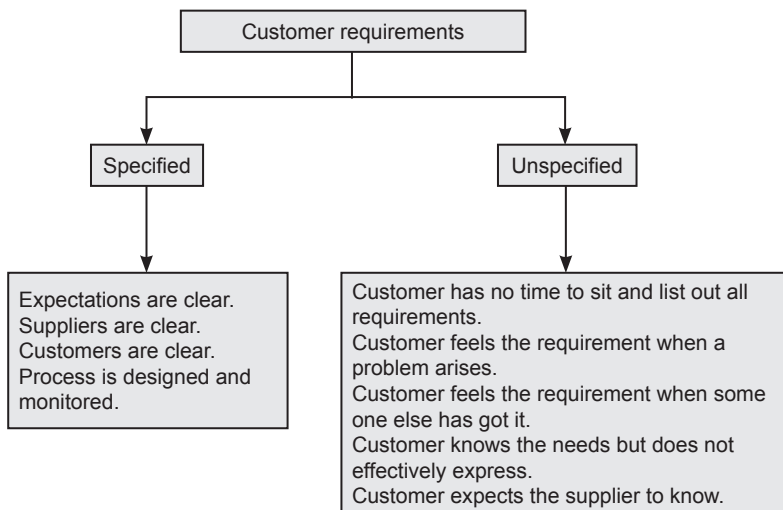 Customer requirements
Specified
Unspecified
Expectations are clear.
Suppliers are clear.
Customers are clear.
Process is designed and
monitored.
Customer has no time to sit and list out all
requirements.
Customer feels the requirement when a
problem arises.
Customer feels the requirement when some
one else has got it.
Customer knows the needs but does not
effectively express.
Customer expects the supplier to know.